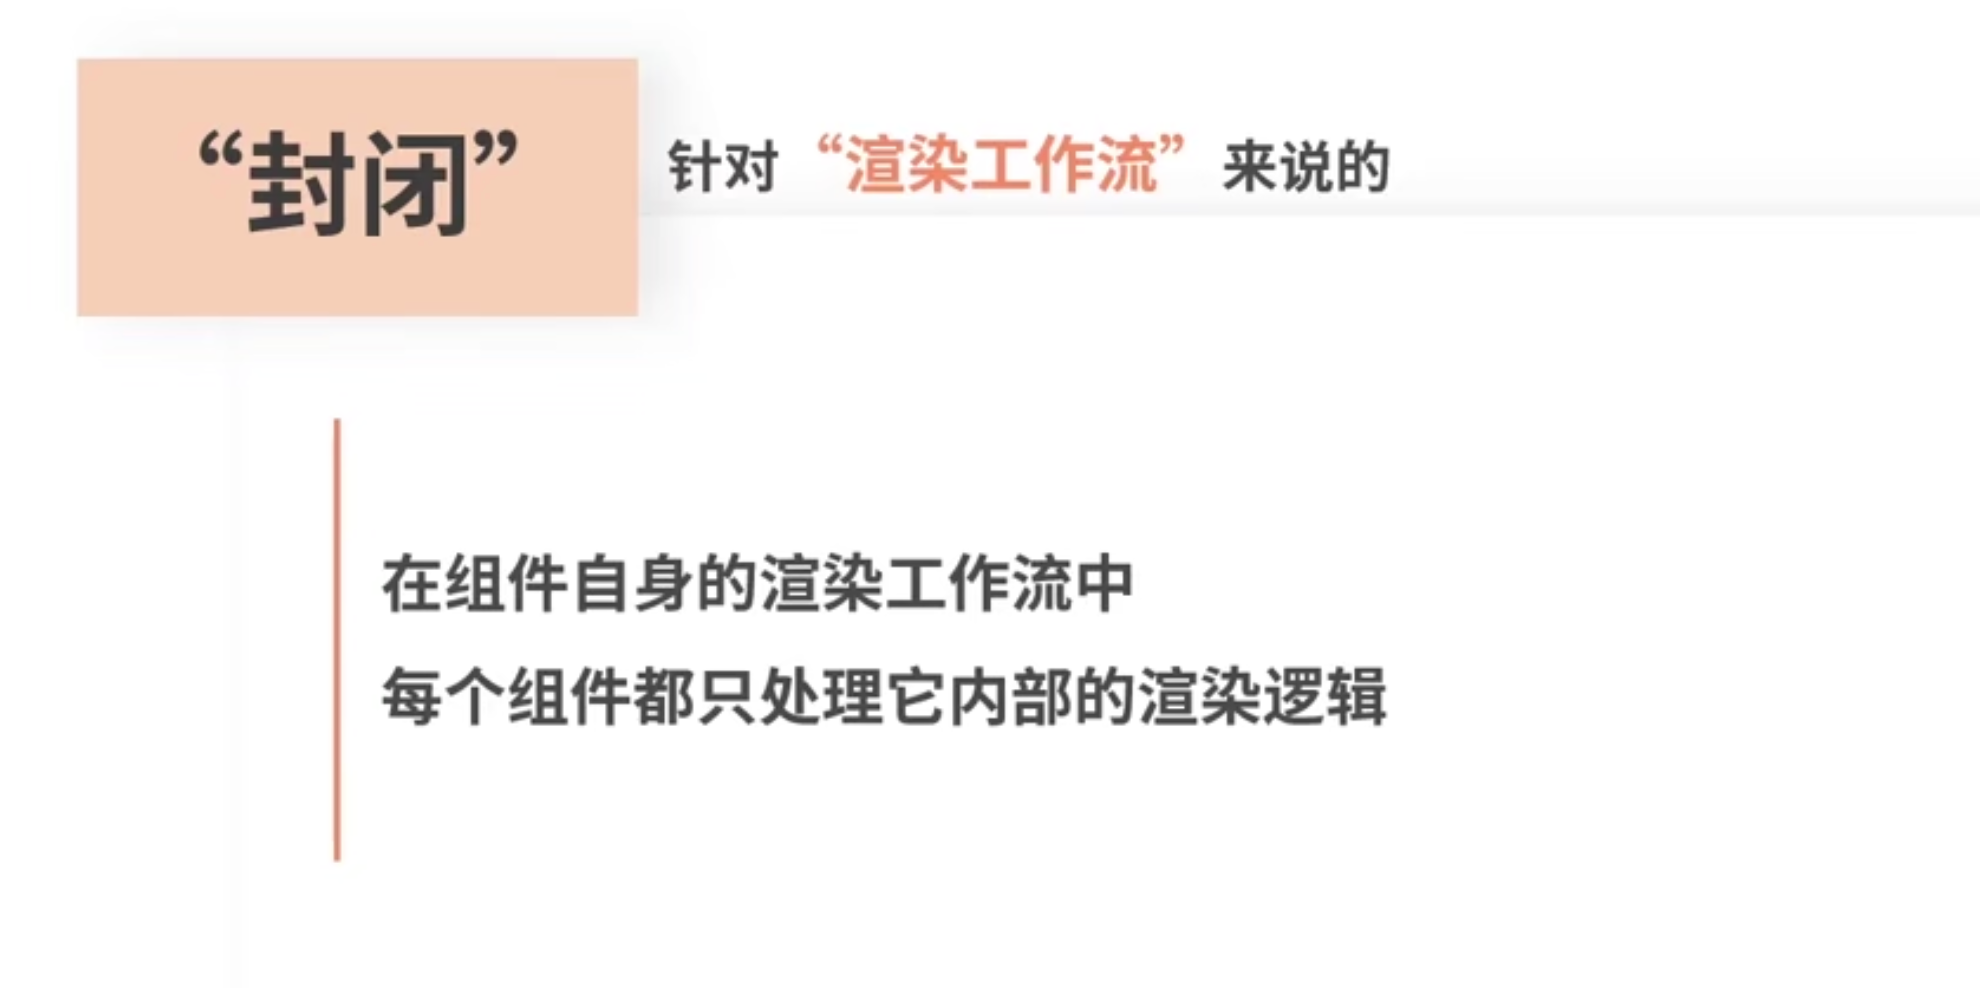 “封闭”
针对“渲染工作流”来说的
在组件自身的渲染工作流中
每个组件都只处理它内部的渲染逻辑